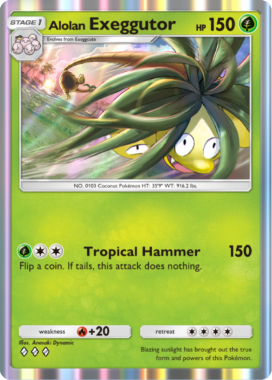 STAGE 1
Alolan Exeggutor HP 150
Evolves from Exeggcute
NO. 0103 Coconut Pokémon HT: 35'9" WT: 916.2 lbs.
Tropical Hammer 150
Flip a coin. If tails, this attack does nothing.
weakness +20 retreat
Illus. Anesaki Dynamic
Blazing sunlight has brought out the true
form and powers of this Pokémon.